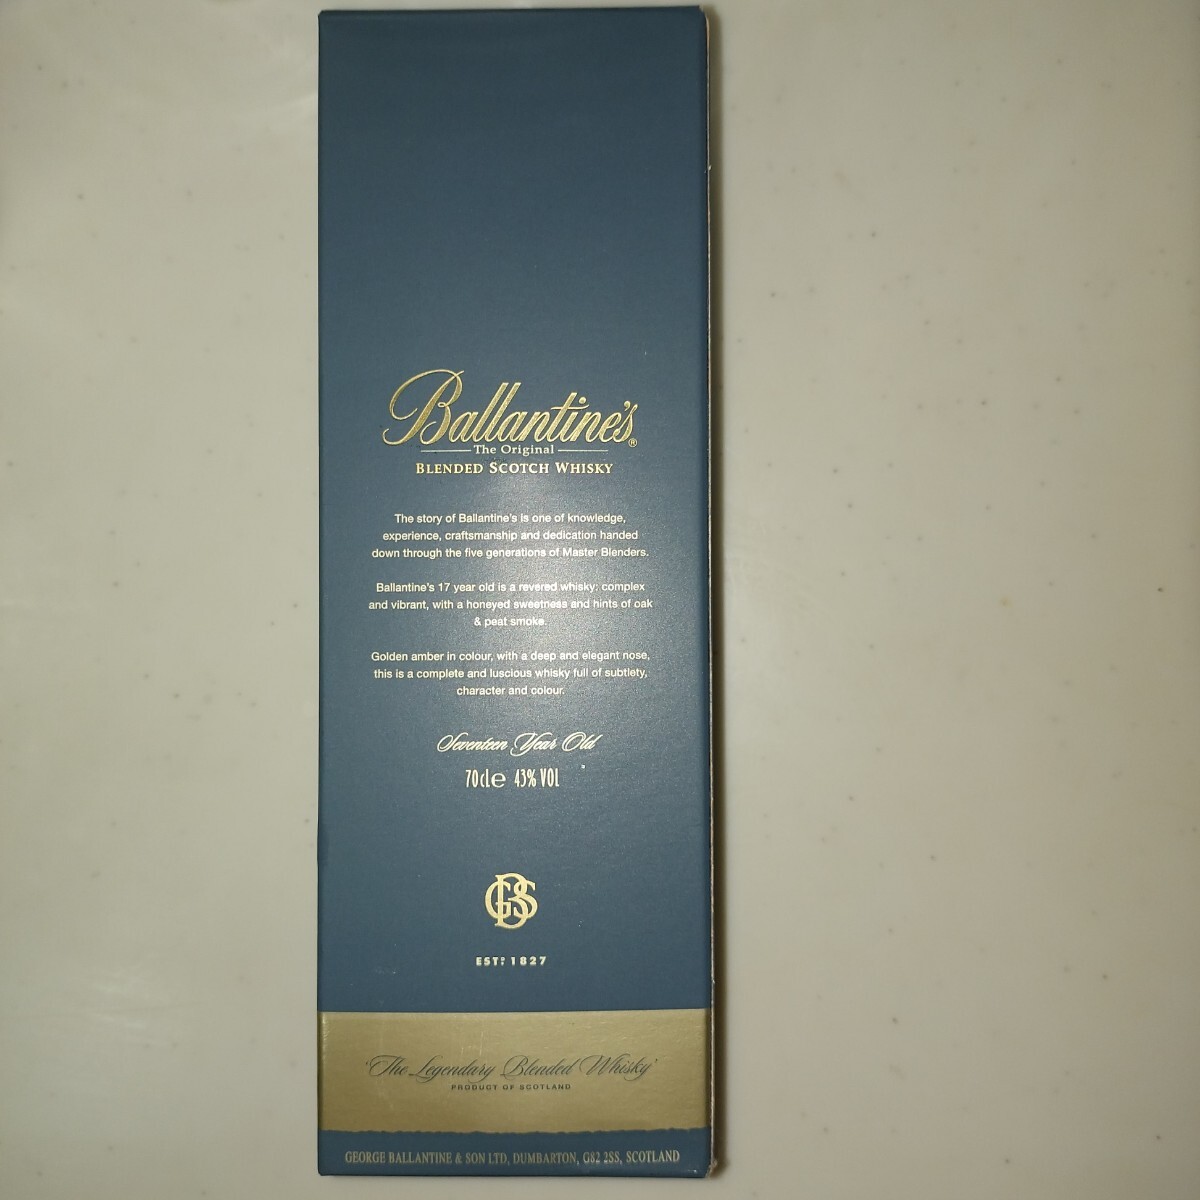 Ballantine's®
The Original
BLENDED SCOTCH WHISKY
The story of Ballantine's is one of knowledge,
experience, craftsmanship and dedication handed
down through the five generations of Master Blenders.
Ballantine's 17 year old is a revered whisky: complex
and vibrant, with a honeyed sweetness and hints of oak
& peat smoke.
Golden amber in colour, with a deep and elegant nose,
this is a complete and luscious whisky full of subtlety,
character and colour.
Seventeen Year Old
70cl℮ 43% VOL
GBS
ESTD 1827
'The Legendary Blended Whisky'
PRODUCT OF SCOTLAND
GEORGE BALLANTINE & SON LTD, DUMBARTON, G82 2SS, SCOTLAND